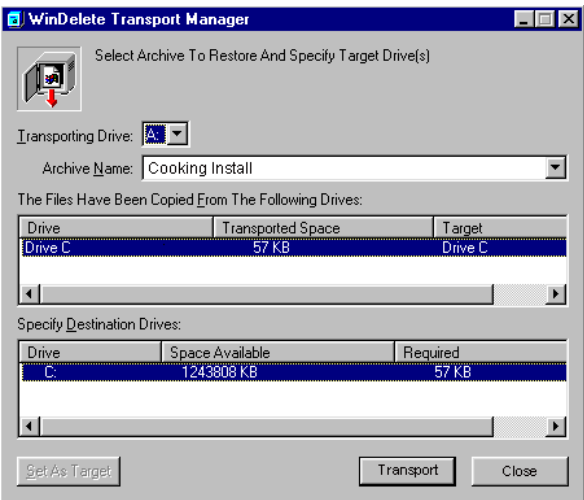 WinDelete Transport Manager
Select Archive To Restore And Specify Target Drive(s)
Transporting Drive: A:
Archive Name: Cooking Install
The Files Have Been Copied From The Following Drives:
Drive Transported Space Target
Drive C 57 KB Drive C
Specify Destination Drives:
Drive Space Available Required
C: 1243808 KB 57 KB
Set As Target Transport Close